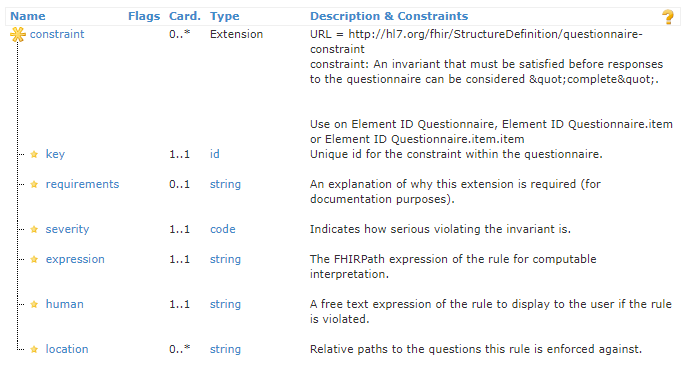 Name Flags Card. Type Description & Constraints ?
constraint 0..* Extension URL = http://hl7.org/fhir/StructureDefinition/questionnaire-
constraint
constraint: An invariant that must be satisfied before responses
to the questionnaire can be considered &quot;complete&quot;.
Use on Element ID Questionnaire, Element ID Questionnaire.item
or Element ID Questionnaire.item.item
key 1..1 id Unique id for the constraint within the questionnaire.
requirements 0..1 string An explanation of why this extension is required (for
documentation purposes).
severity 1..1 code Indicates how serious violating the invariant is.
expression 1..1 string The FHIRPath expression of the rule for computable
interpretation.
human 1..1 string A free text expression of the rule to display to the user if the rule
is violated.
location 0..* string Relative paths to the questions this rule is enforced against.